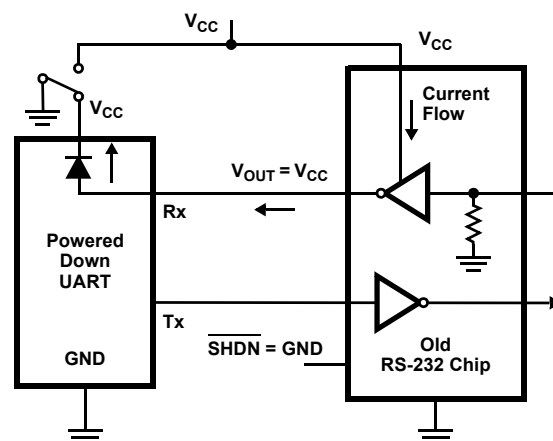 VCC
VCC
VCC
Current
Flow
VOUT = VCC
Rx
Powered
Down
UART
Tx
SHDN = GND
GND
Old
RS-232 Chip